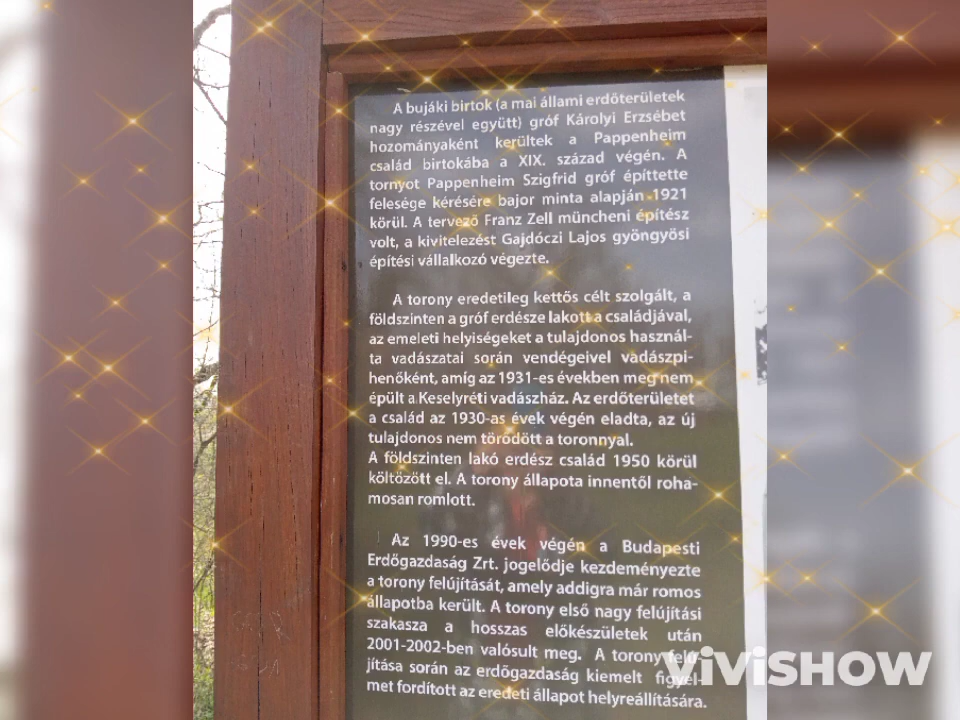 A bujáki birtok (a mai állami erdőterületek
nagy részével együtt) gróf Károlyi Erzsébet
hozományaként kerültek a Pappenheim
család birtokába a XIX. század végén. A
tornyot Pappenheim Szigfrid gróf építtette
felesége kérésére bajor minta alapján 1921
körül. A tervező Franz Zell müncheni építész
volt, a kivitelezést Gajdóczi Lajos gyöngyösi
építési vállalkozó végezte.
A torony eredetileg kettős célt szolgált, a
földszinten a gróf erdésze lakott a családjával,
az emeleti helyiségeket a tulajdonos használ-
ta vadászatai során vendégeivel vadászpi-
henőként, amíg az 1931-es években meg nem
épült a Keselyréti vadászház. Az erdőterületet
a család az 1930-as évek végén eladta, az új
tulajdonos nem törődött a toronnyal.
A földszinten lakó erdész család 1950 körül
költözött el. A torony állapota innentől roha-
mosan romlott.
Az 1990-es évek végén a Budapesti
Erdőgazdaság Zrt. jogelődje kezdeményezte
a torony felújítását, amely addigra már romos
állapotba került. A torony első nagy felújítási
szakasza a hosszas előkészületek után
2001-2002-ben valósult meg. A torony felú-
jítása során az erdőgazdaság kiemelt figyel-
met fordított az eredeti állapot helyreállítására.
viviSHOW